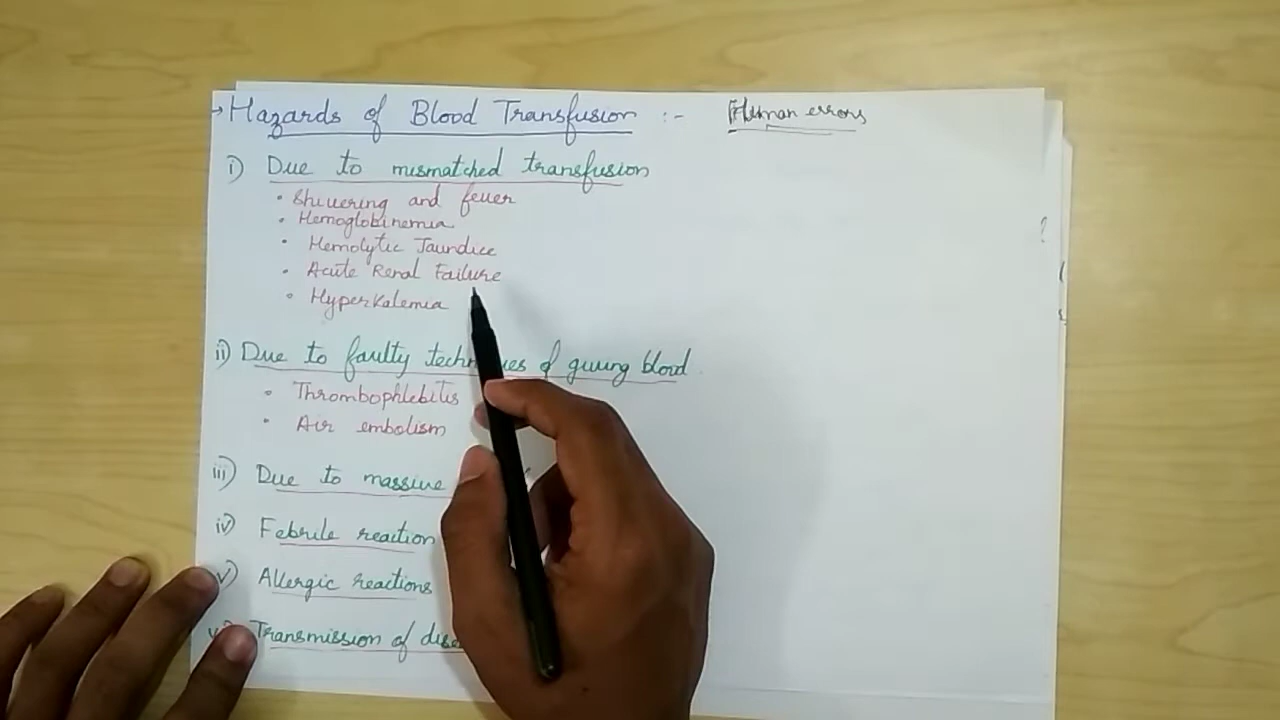 → Hazards of Blood Transfusion :- Human errors
i) Due to mismatched transfusion
• Shivering and fever
• Hemoglobinemia
• Hemolytic Jaundice
• Acute Renal Failure
• Hyperkalemia
ii) Due to faulty techniques of giving blood
• Thrombophlebitis
• Air embolism
iii) Due to massive
iv) Febrile reaction
v) Allergic reactions
Transmission of